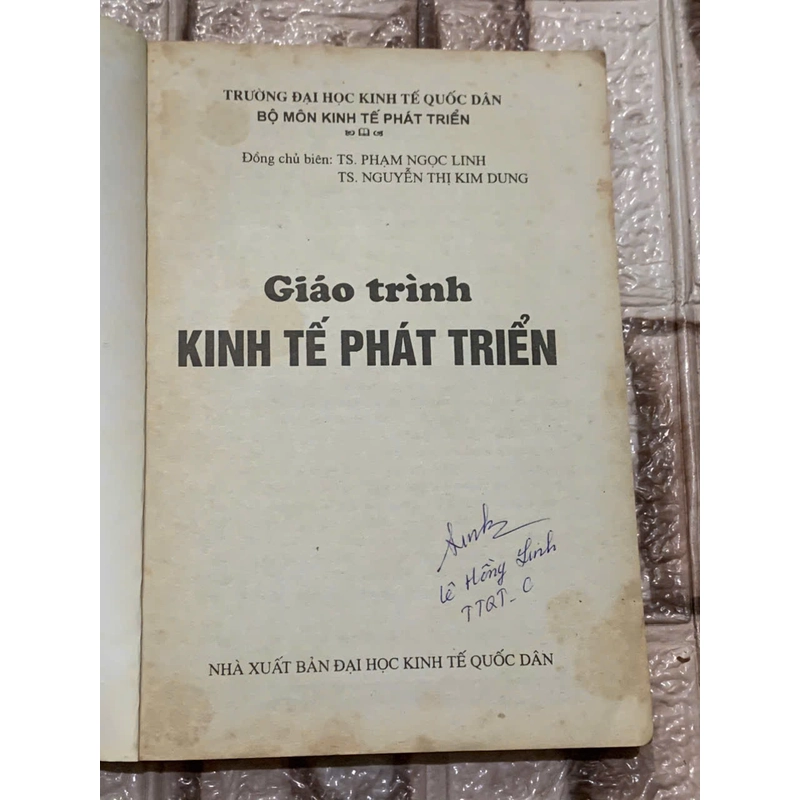 TRƯỜNG ĐẠI HỌC KINH TẾ QUỐC DÂN
BỘ MÔN KINH TẾ PHÁT TRIỂN
Đồng chủ biên: TS. PHẠM NGỌC LINH
TS. NGUYỄN THỊ KIM DUNG
Giáo trình
KINH TẾ PHÁT TRIỂN
Lê Hồng Linh
TTQT_C
NHÀ XUẤT BẢN ĐẠI HỌC KINH TẾ QUỐC DÂN